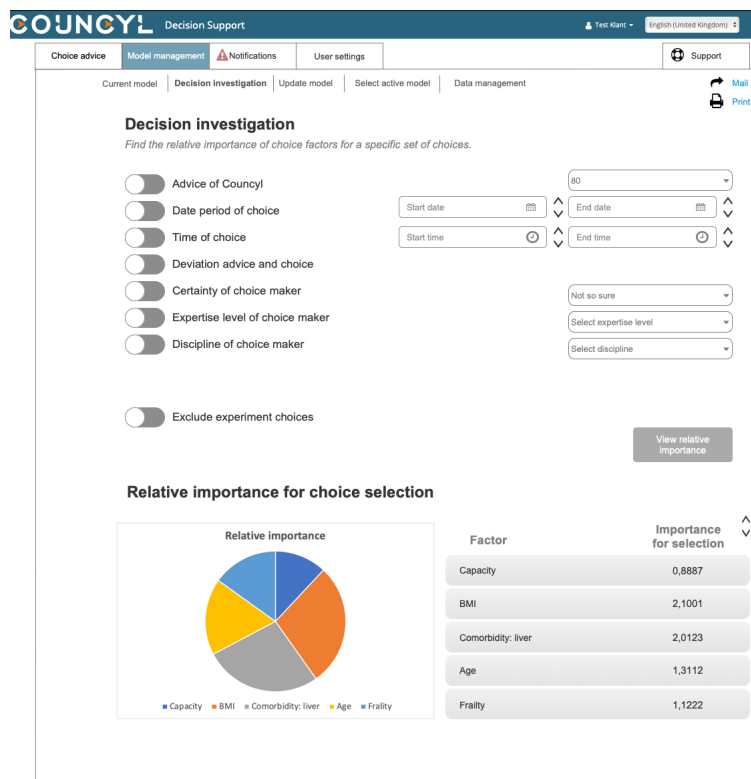 COUNCYL Decision Support
Test Klant
English (United Kingdom)
Choice advice
Model management
Notifications
User settings
Support
Current model
Decision investigation
Update model
Select active model
Data management
Mail
Print
Decision investigation
Find the relative importance of choice factors for a specific set of choices.
Advice of Councyl
80
Date period of choice
Start date
End date
Time of choice
Start time
End time
Deviation advice and choice
Certainty of choice maker
Not so sure
Expertise level of choice maker
Select expertise level
Discipline of choice maker
Select discipline
Exclude experiment choices
View relative
importance
Relative importance for choice selection
Relative importance
Capacity BMI Comorbidity: liver Age Frality
Factor
Importance
for selection
Capacity 0,8887
BMI 2,1001
Comorbidity: liver 2,0123
Age 1,3112
Frailty 1,1222